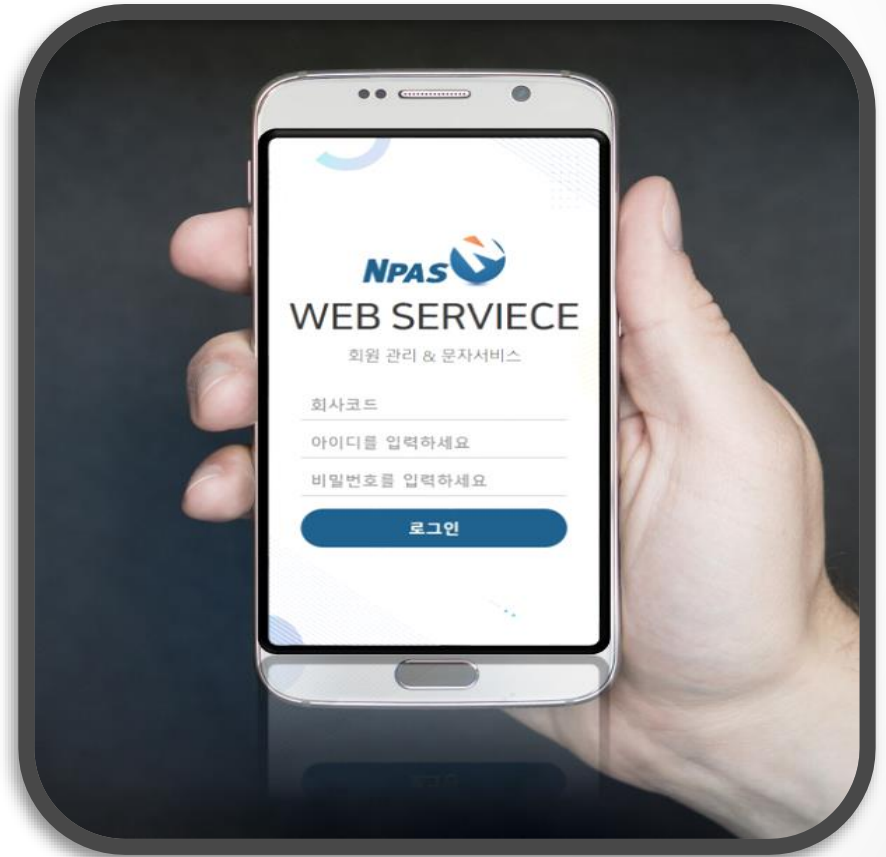 NPAS
WEB SERVIECE
회원 관리 & 문자서비스
회사코드
아이디를 입력하세요
비밀번호를 입력하세요
로그인